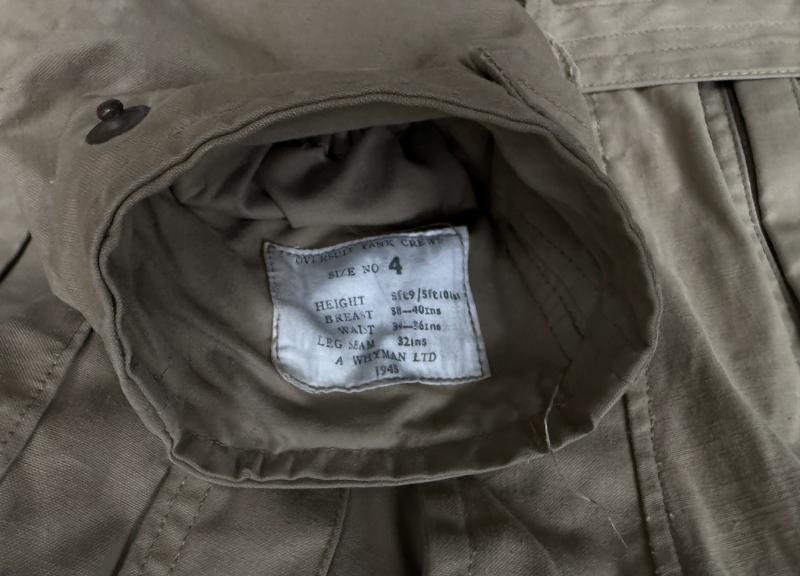 OVERSUIT TANK CREWS
SIZE NO 4
HEIGHT 5ft9/5ft10ins
BREAST 38—40ins
WAIST 34—36ins
LEG SEAM 32ins
A WHYMAN LTD
1945